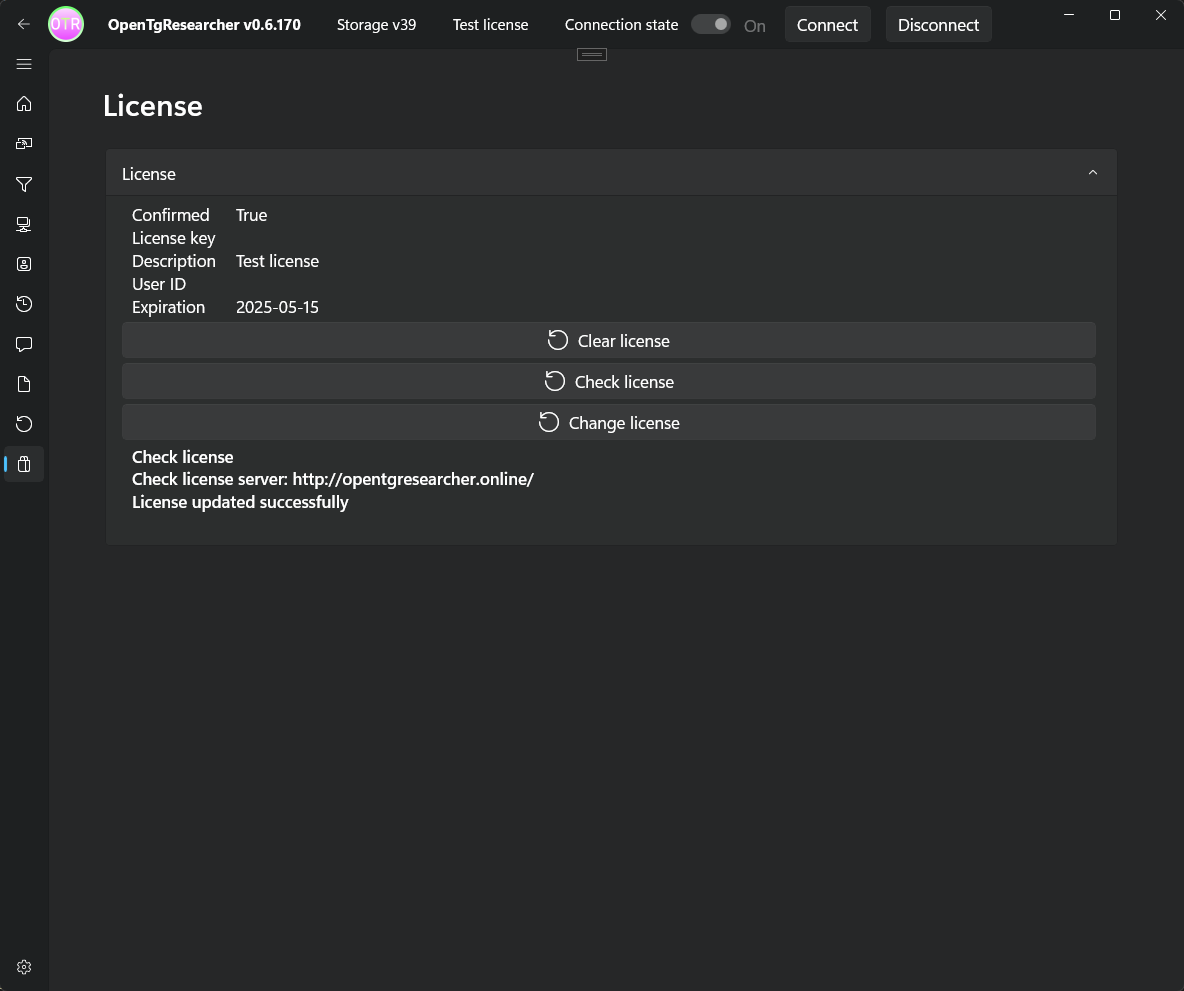 OTR OpenTgResearcher v0.6.170 Storage v39 Test license Connection state On Connect Disconnect
License
License
Confirmed True
License key
Description Test license
User ID
Expiration 2025-05-15
Clear license
Check license
Change license
Check license
Check license server: http://opentgresearcher.online/
License updated successfully